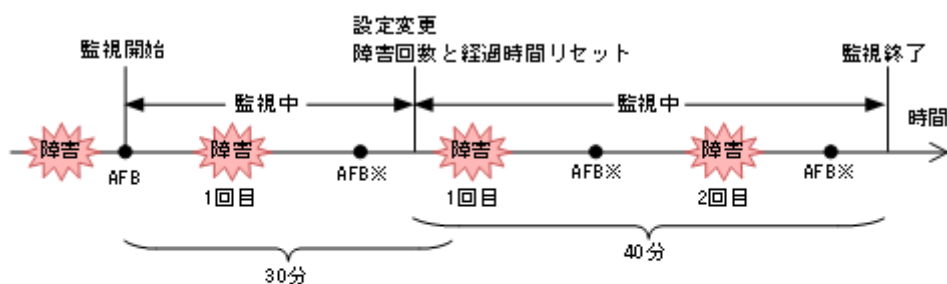 設定変更
障害回数と経過時間リセット
監視開始
監視終了
監視中
監視中
時間
障害
障害
障害
障害
AFB
AFB※
AFB※
AFB※
1回目
1回目
2回目
30分
40分